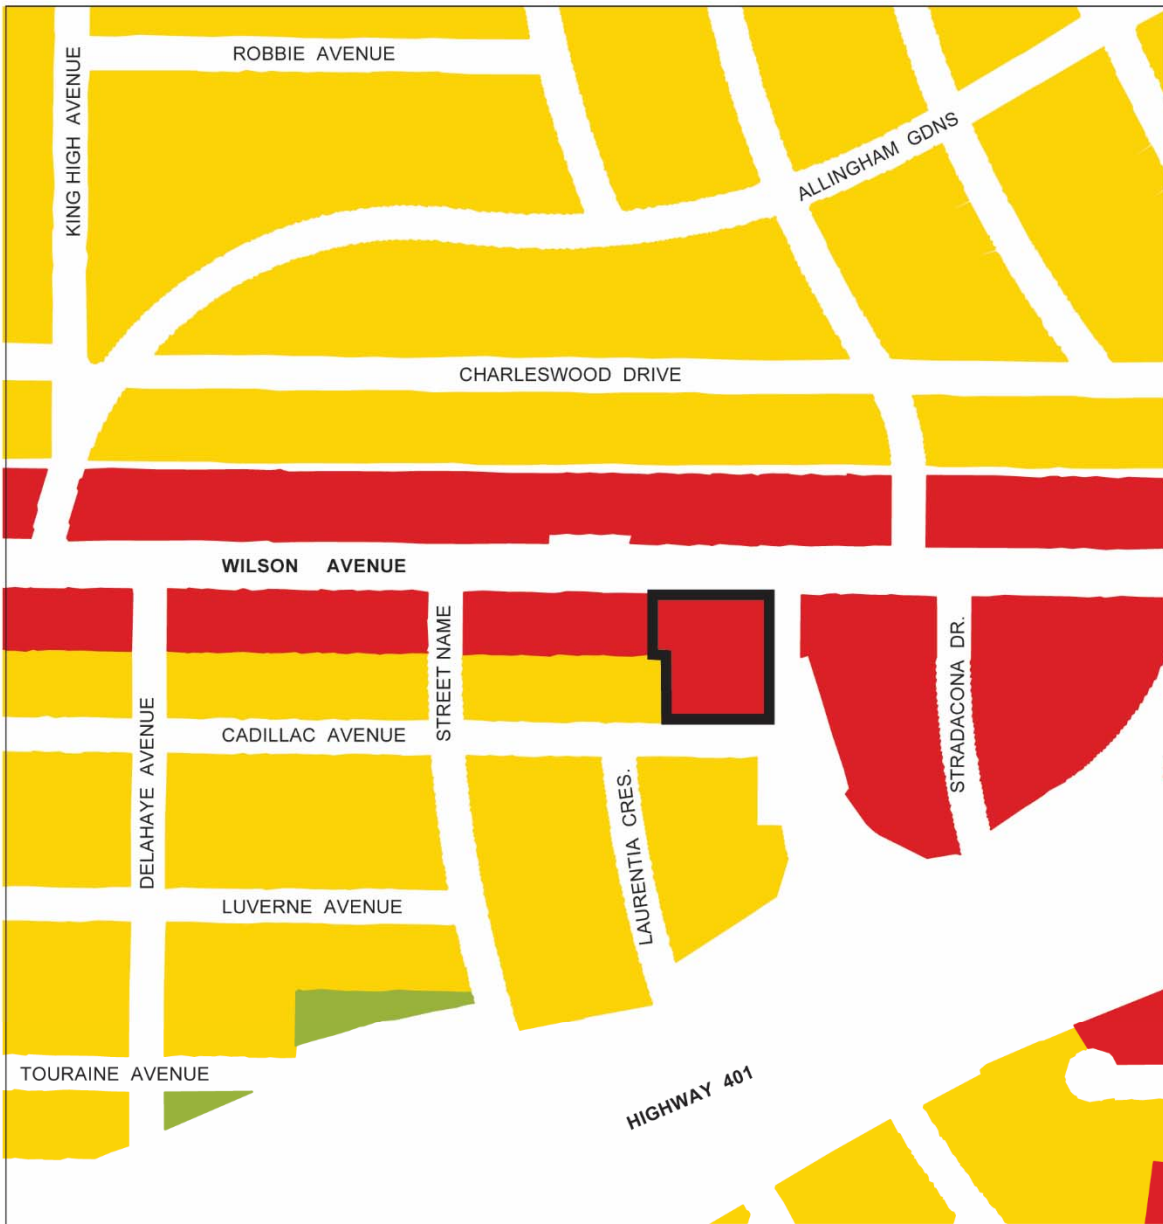 ROBBIE AVENUE
KING HIGH AVENUE
ALLINGHAM GDNS
CHARLESWOOD DRIVE
WILSON AVENUE
STREET NAME
STRADACONA DR.
DELAHAYE AVENUE
CADILLAC AVENUE
LAURENTIA CRES.
LUVERNE AVENUE
TOURAINE AVENUE
HIGHWAY 401